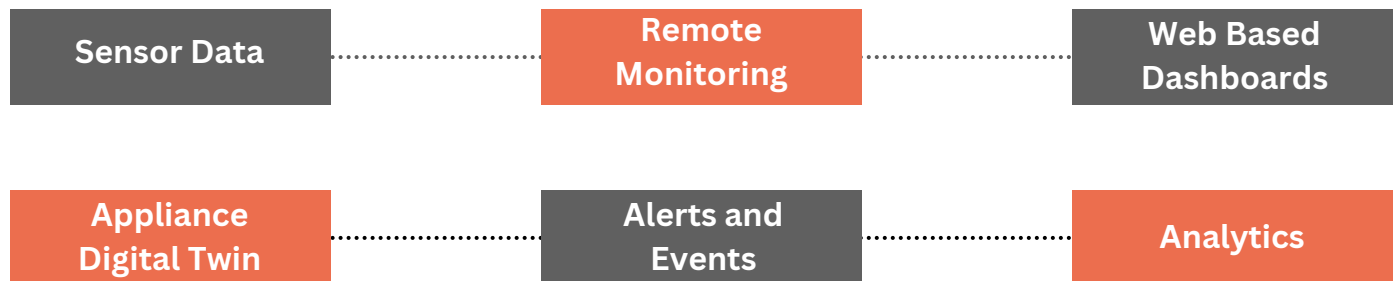 Sensor Data
Remote
Monitoring
Web Based
Dashboards
Appliance
Digital Twin
Alerts and
Events
Analytics